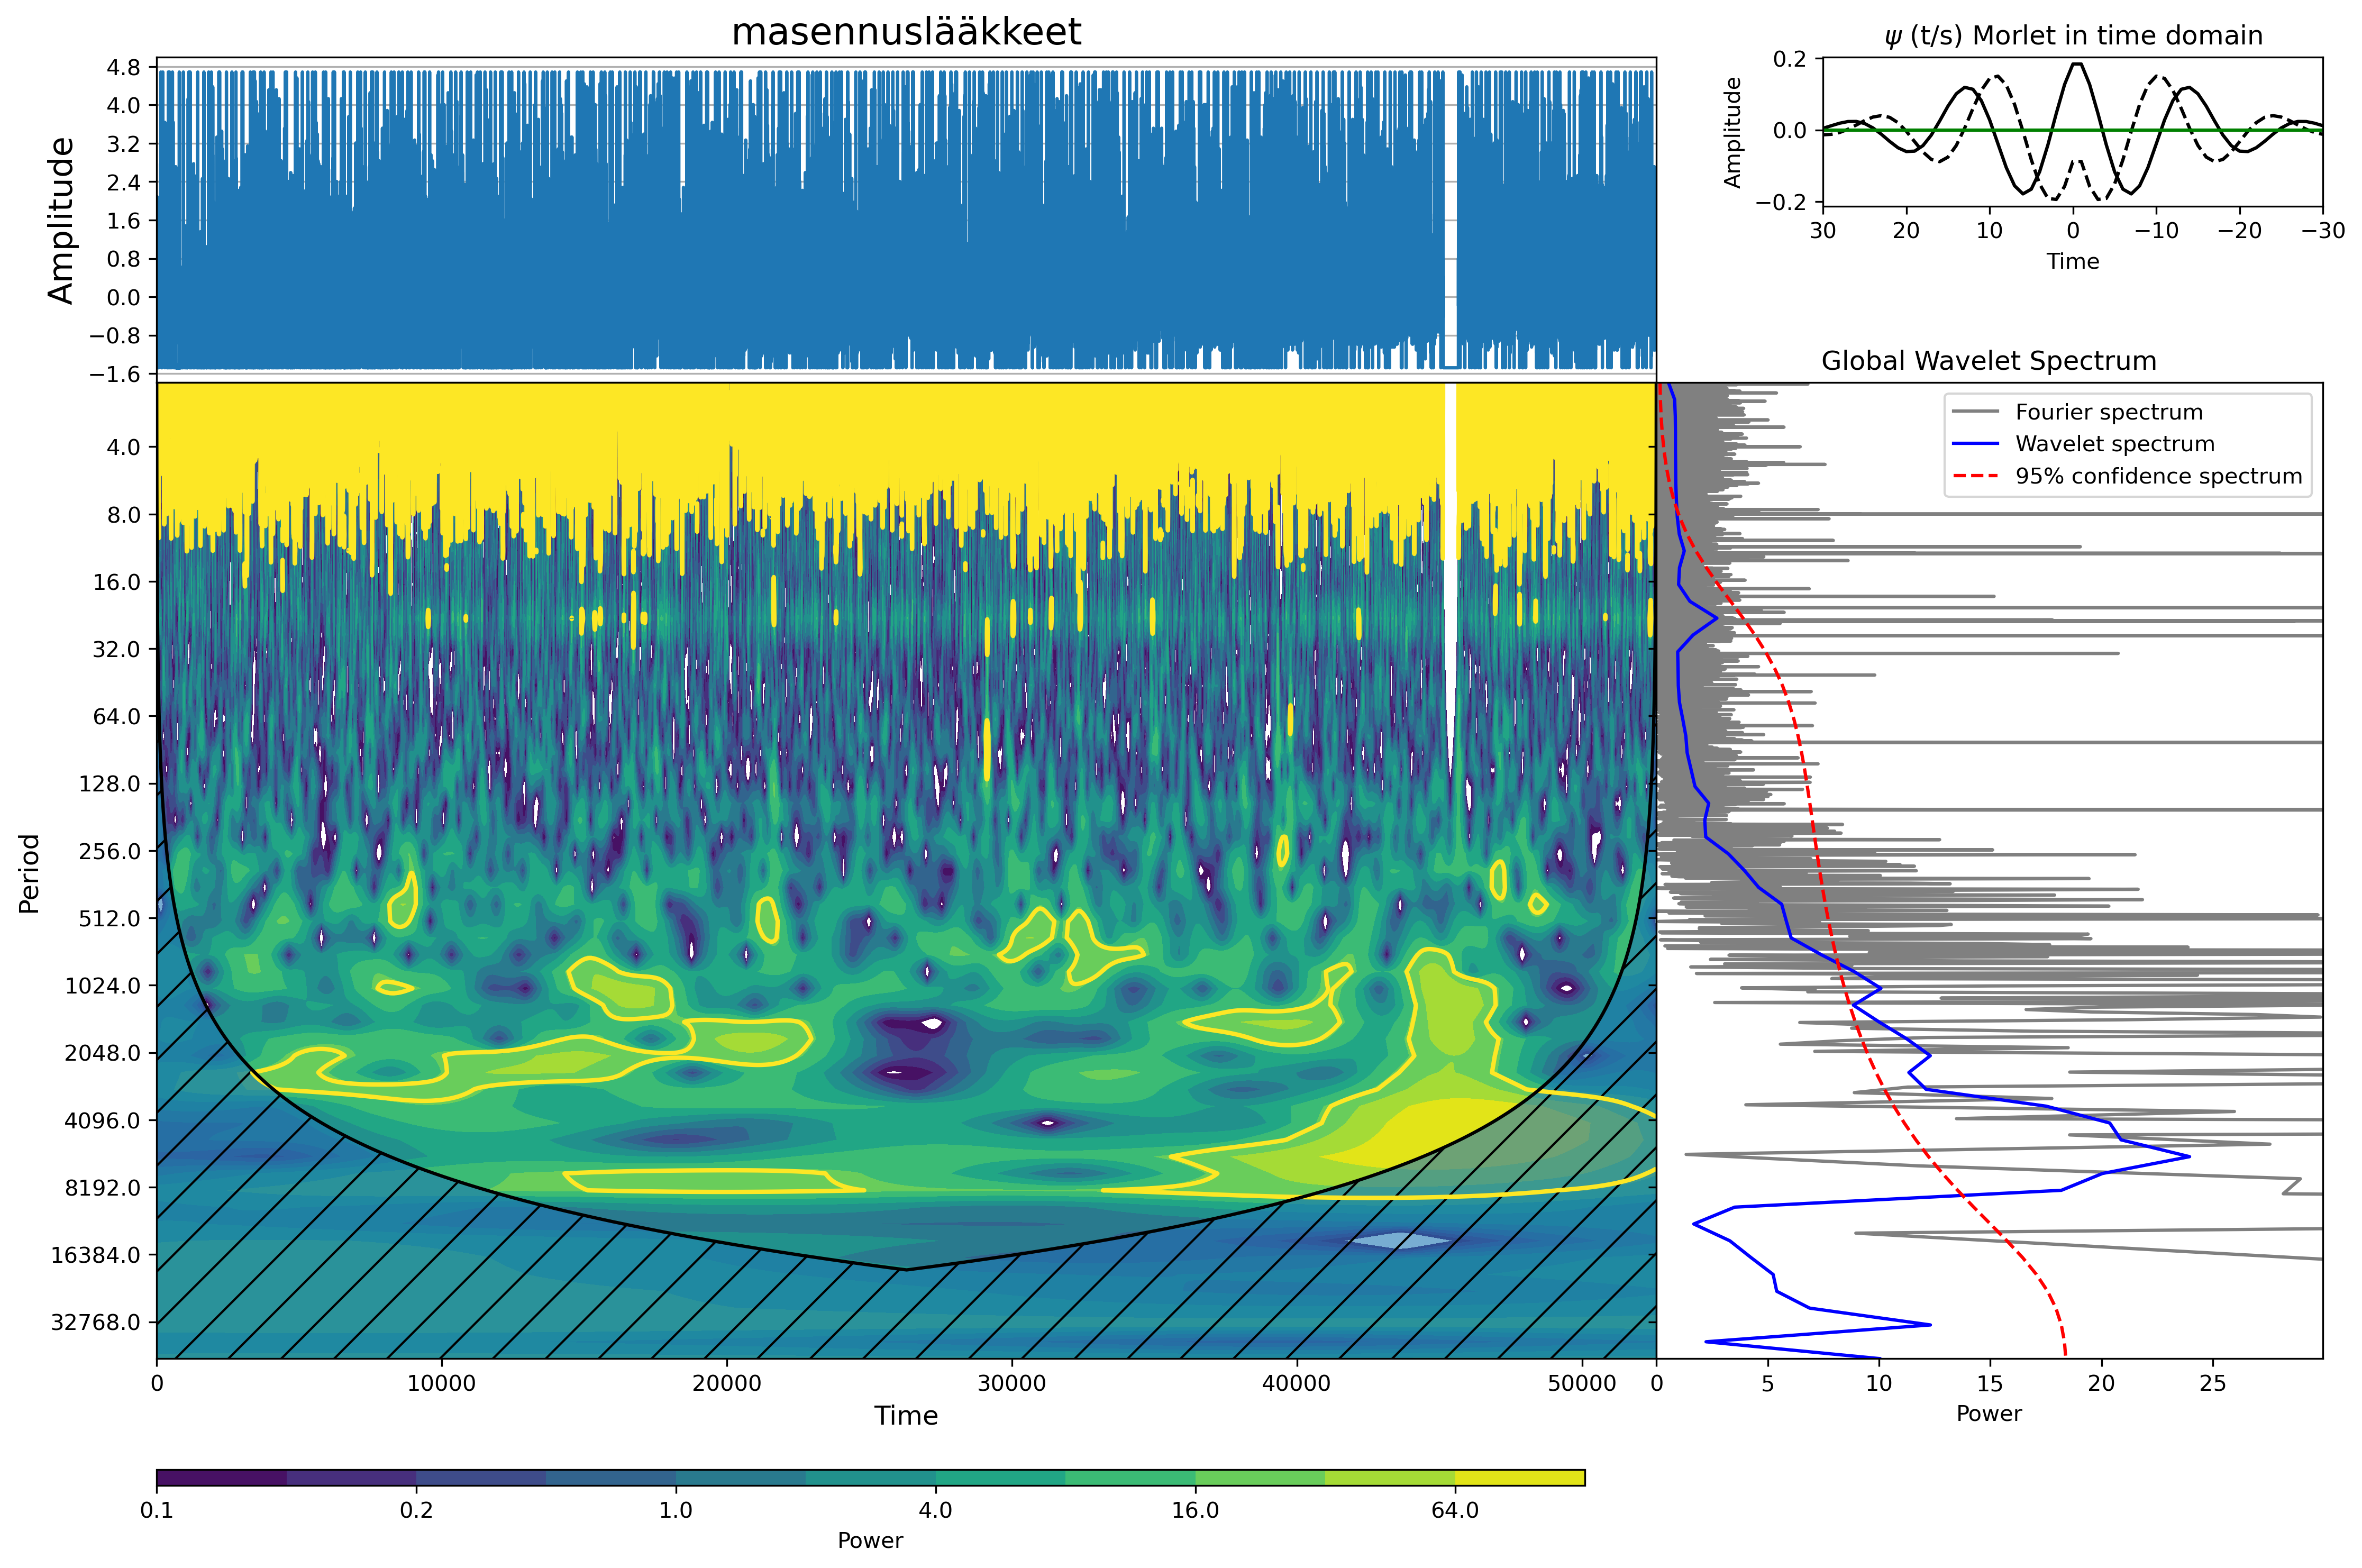 masennuslääkkeet
Amplitude
4.8
4.0
3.2
2.4
1.6
0.8
0.0
−0.8
−1.6
ψ (t/s) Morlet in time domain
Amplitude
0.2
0.0
−0.2
30 20 10 0 −10 −20 −30
Time
Period
4.0
8.0
16.0
32.0
64.0
128.0
256.0
512.0
1024.0
2048.0
4096.0
8192.0
16384.0
32768.0
0 10000 20000 30000 40000 50000
Time
Global Wavelet Spectrum
Fourier spectrum
Wavelet spectrum
95% confidence spectrum
0 5 10 15 20 25
Power
0.1 0.2 1.0 4.0 16.0 64.0
Power